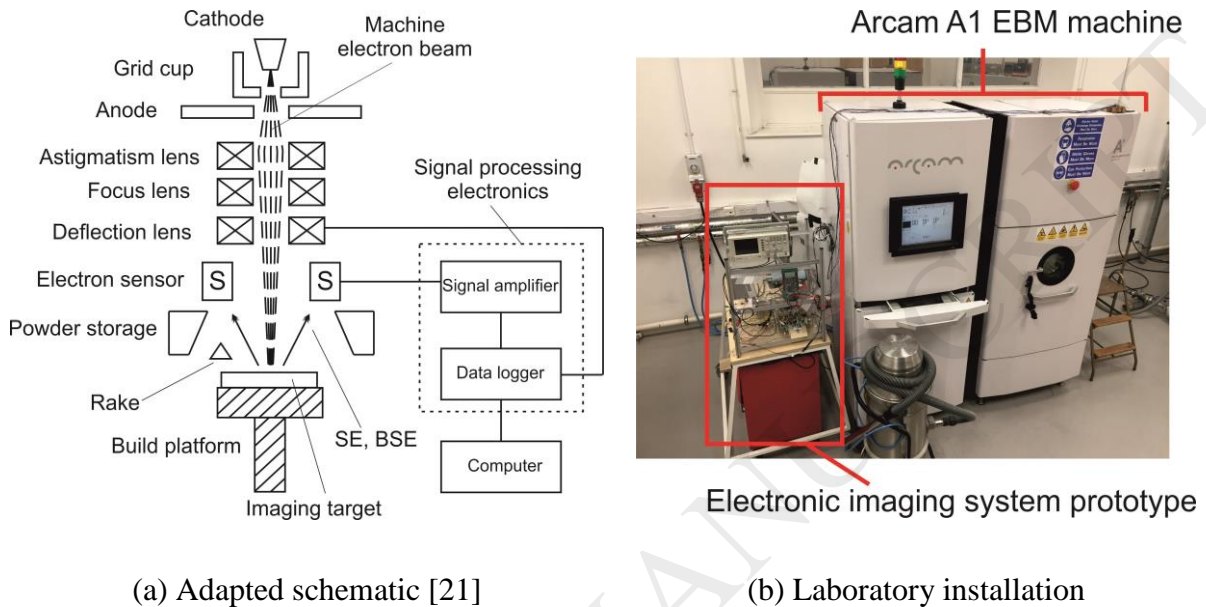 Cathode
Machine
electron beam
Grid cup
Anode
Astigmatism lens
Focus lens
Deflection lens
Signal processing
electronics
Electron sensor
S
S
Signal amplifier
Powder storage
Data logger
Rake
SE, BSE
Build platform
Computer
Imaging target
(a) Adapted schematic [21]
Arcam A1 EBM machine
arcam
Electronic imaging system prototype
(b) Laboratory installation